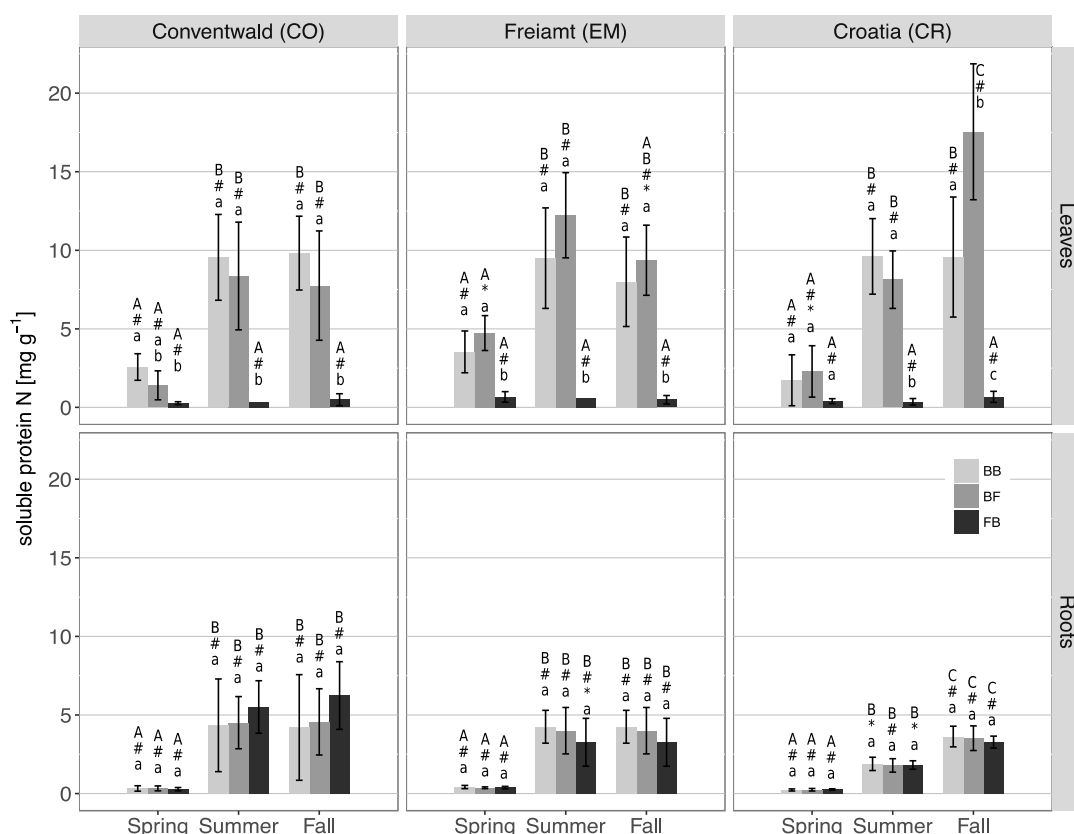 Conventwald (CO)
Freiamt (EM)
Croatia (CR)
soluble protein N [mg g⁻¹]
20
15
10
5
0
A
#
a
A
#
a
b
A
#
b
B
#
a
B
#
a
A
#
b
B
#
a
B
#
a
A
#
b
A
#
a
A
*
a
A
#
b
B
#
a
B
#
a
A
#
b
B
#
a
A
B#
*
a
A
#
b
A
#
a
A
#
*
a
A
#
a
B
#
a
B
#
a
A
#
b
B
#
a
C
#
b
A
#
c
Leaves
20
15
10
5
0
A
#
a
A
#
a
A
#
a
B
#
a
B
#
a
B
#
a
B
#
a
B
#
a
B
#
a
A
#
a
A
#
a
A
#
a
B
#
a
B
#
a
B
#
*
a
B
#
a
B
#
a
B
#
a
A
#
a
A
#
a
A
#
a
B
*
a
B
#
a
B
*
a
C
#
a
C
#
a
C
#
a
BB
BF
FB
Roots
Spring Summer Fall
Spring Summer Fall
Spring Summer Fall